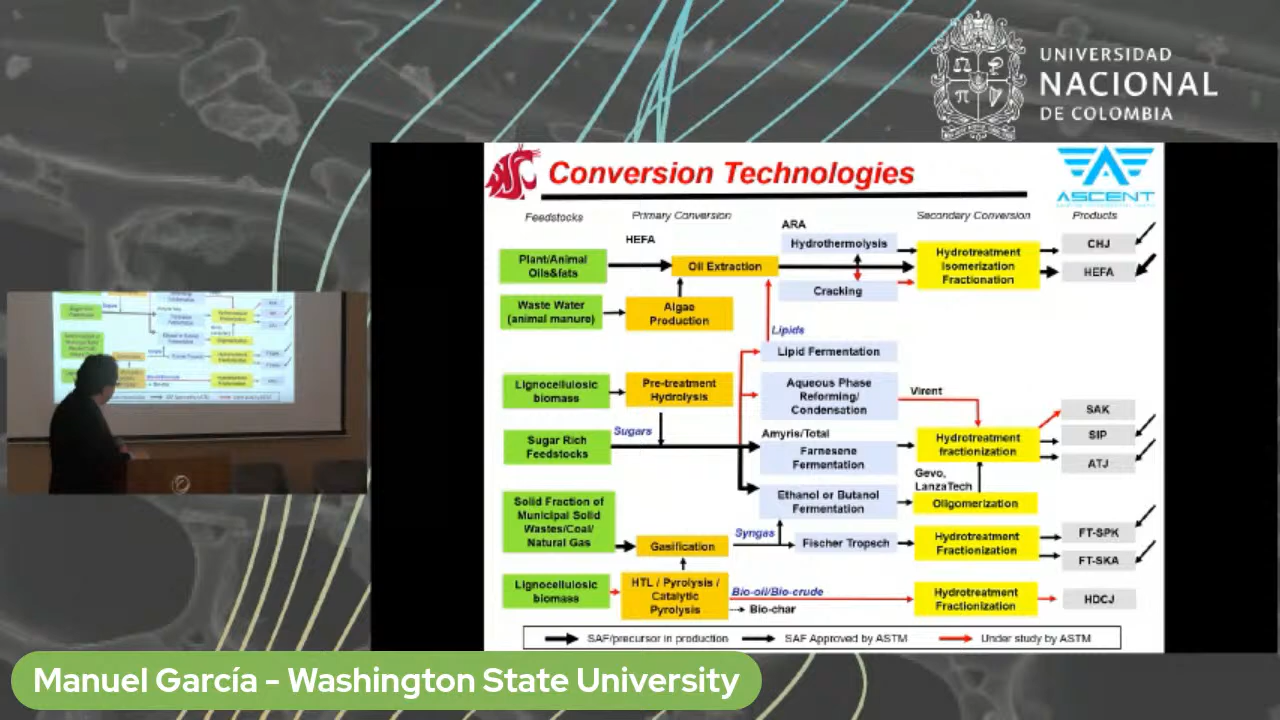 UNIVERSIDAD
NACIONAL
DE COLOMBIA
Conversion Technologies
ASCENT
Feedstocks
Primary Conversion
Secondary Conversion
Products
HEFA
ARA
Plant/Animal
Oils&fats
Oil Extraction
Hydrothermolysis
Cracking
Hydrotreatment
Isomerization
Fractionation
CHJ
HEFA
Waste Water
(animal manure)
Algae
Production
Lipids
Lipid Fermentation
Lignocellulosic
biomass
Pre-treatment
Hydrolysis
Aqueous Phase
Reforming/
Condensation
Virent
Sugars
Sugar Rich
Feedstocks
Amyris/Total
Farnesene
Fermentation
Hydrotreatment
fractionization
SAK
SIP
ATJ
Gevo,
LanzaTech
Ethanol or Butanol
Fermentation
Oligomerization
Solid Fraction of
Municipal Solid
Wastes/Coal/
Natural Gas
Gasification
Syngas
Fischer Tropsch
Hydrotreatment
Fractionization
FT-SPK
FT-SKA
Lignocellulosic
biomass
HTL / Pyrolysis /
Catalytic
Pyrolysis
Bio-oil/Bio-crude
Bio-char
Hydrotreatment
Fractionization
HDCJ
SAF/precursor in production
SAF Approved by ASTM
Under study by ASTM
Manuel García - Washington State University